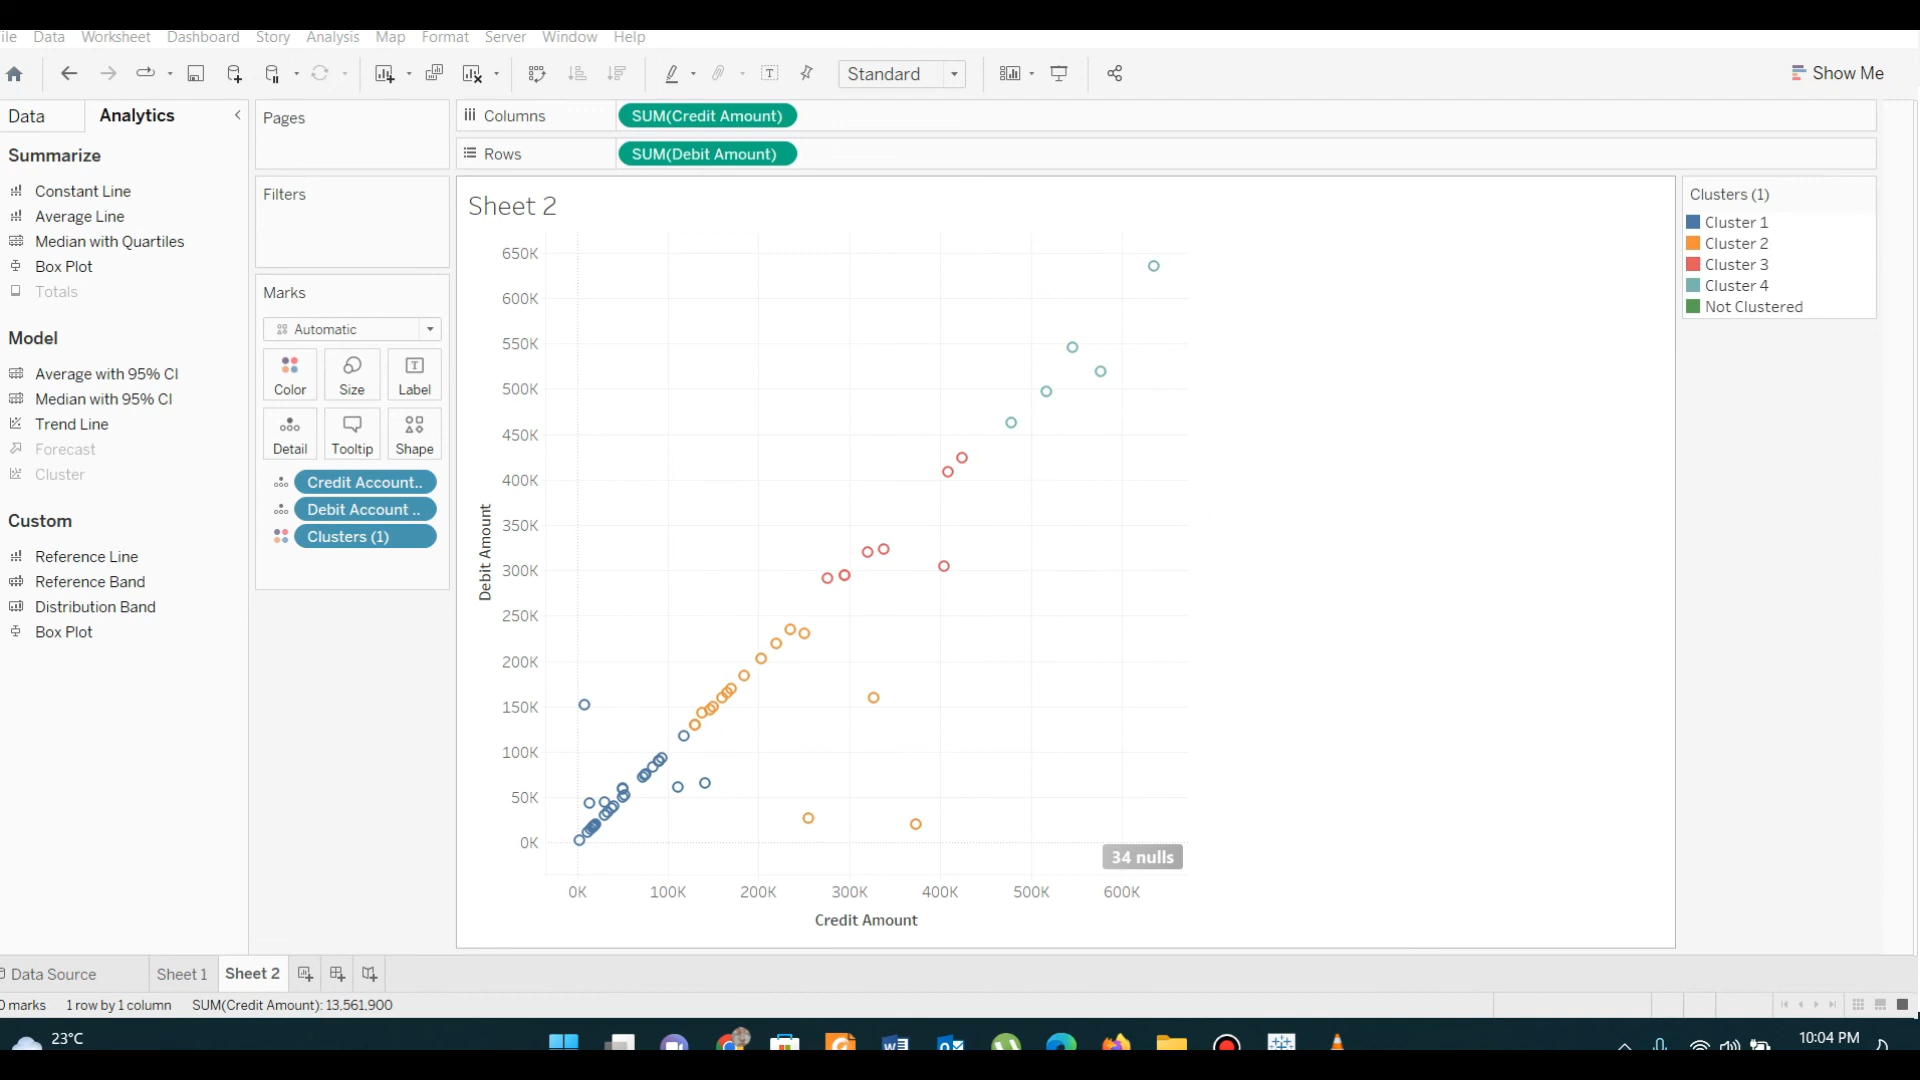 ile Data Worksheet Dashboard Story Analysis Map Format Server Window Help
Standard
Show Me
Data Analytics
Summarize
Constant Line
Average Line
Median with Quartiles
Box Plot
Totals
Model
Average with 95% CI
Median with 95% CI
Trend Line
Forecast
Cluster
Custom
Reference Line
Reference Band
Distribution Band
Box Plot
Pages
Filters
Marks
Automatic
Color Size Label
Detail Tooltip Shape
Credit Account..
Debit Account ..
Clusters (1)
Columns SUM(Credit Amount)
Rows SUM(Debit Amount)
Sheet 2
650K
600K
550K
500K
450K
400K
350K
300K
250K
200K
150K
100K
50K
0K
Debit Amount
34 nulls
0K 100K 200K 300K 400K 500K 600K
Credit Amount
Clusters (1)
Cluster 1
Cluster 2
Cluster 3
Cluster 4
Not Clustered
Data Source Sheet 1 Sheet 2
0 marks 1 row by 1 column SUM(Credit Amount): 13,561,900
23°C
10:04 PM